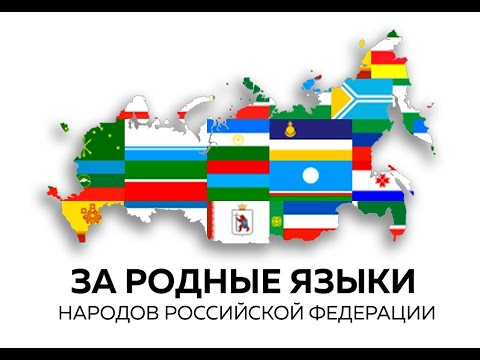 ЗА РОДНЫЕ ЯЗЫКИ
НАРОДОВ РОССИЙСКОЙ ФЕДЕРАЦИИ